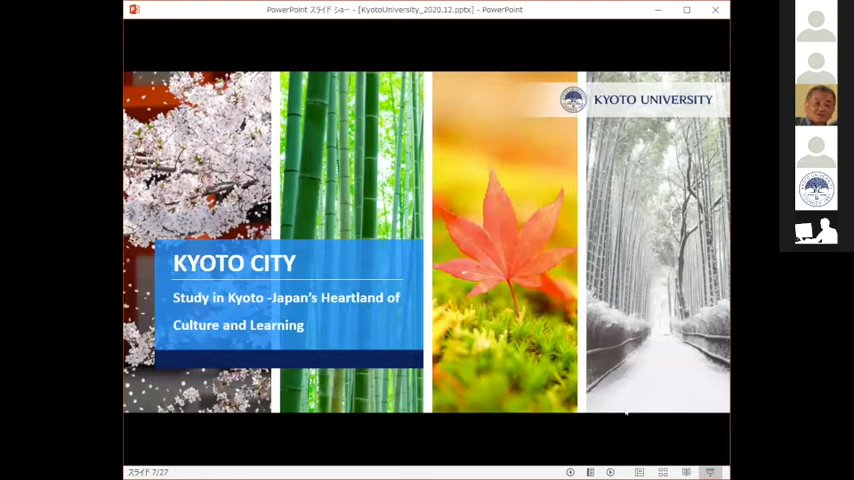 PowerPoint スライド ショー - [KyotoUniversity_2020.12.pptx] - PowerPoint
KYOTO UNIVERSITY
KYOTO CITY
Study in Kyoto -Japan's Heartland of
Culture and Learning
スライド 7/27